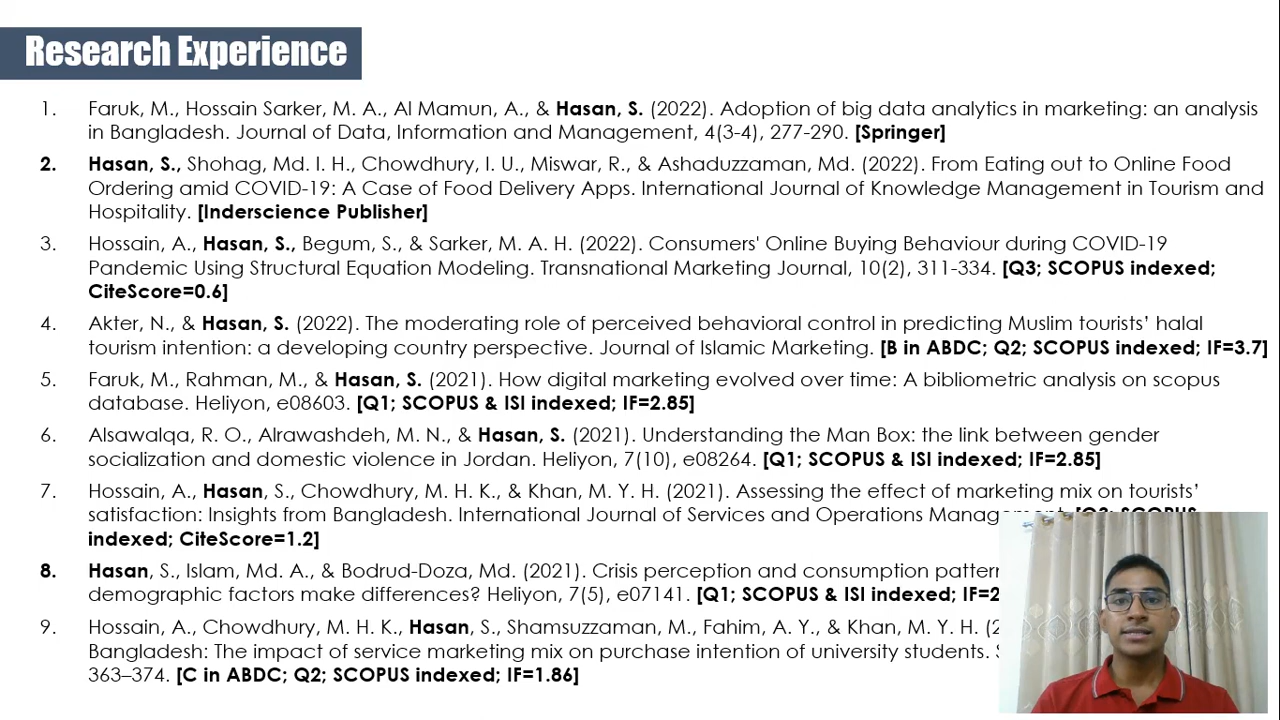 Research Experience
1. Faruk, M., Hossain Sarker, M. A., Al Mamun, A., & Hasan, S. (2022). Adoption of big data analytics in marketing: an analysis
in Bangladesh. Journal of Data, Information and Management, 4(3-4), 277-290. [Springer]
2. Hasan, S., Shohag, Md. I. H., Chowdhury, I. U., Miswar, R., & Ashaduzzaman, Md. (2022). From Eating out to Online Food
Ordering amid COVID-19: A Case of Food Delivery Apps. International Journal of Knowledge Management in Tourism and
Hospitality. [Inderscience Publisher]
3. Hossain, A., Hasan, S., Begum, S., & Sarker, M. A. H. (2022). Consumers' Online Buying Behaviour during COVID-19
Pandemic Using Structural Equation Modeling. Transnational Marketing Journal, 10(2), 311-334. [Q3; SCOPUS indexed;
CiteScore=0.6]
4. Akter, N., & Hasan, S. (2022). The moderating role of perceived behavioral control in predicting Muslim tourists’ halal
tourism intention: a developing country perspective. Journal of Islamic Marketing. [B in ABDC; Q2; SCOPUS indexed; IF=3.7]
5. Faruk, M., Rahman, M., & Hasan, S. (2021). How digital marketing evolved over time: A bibliometric analysis on scopus
database. Heliyon, e08603. [Q1; SCOPUS & ISI indexed; IF=2.85]
6. Alsawalqa, R. O., Alrawashdeh, M. N., & Hasan, S. (2021). Understanding the Man Box: the link between gender
socialization and domestic violence in Jordan. Heliyon, 7(10), e08264. [Q1; SCOPUS & ISI indexed; IF=2.85]
7. Hossain, A., Hasan, S., Chowdhury, M. H. K., & Khan, M. Y. H. (2021). Assessing the effect of marketing mix on tourists’
satisfaction: Insights from Bangladesh. International Journal of Services and Operations
indexed; CiteScore=1.2]
8. Hasan, S., Islam, Md. A., & Bodrud-Doza, Md. (2021). Crisis perception and consumption
demographic factors make differences? Heliyon, 7(5), e07141. [Q1; SCOPUS & ISI indexed;
9. Hossain, A., Chowdhury, M. H. K., Hasan, S., Shamsuzzaman, M., Fahim, A. Y., & Khan, M. Y. H.
Bangladesh: The impact of service marketing mix on purchase intention of university students.
363–374. [C in ABDC; Q2; SCOPUS indexed; IF=1.86]